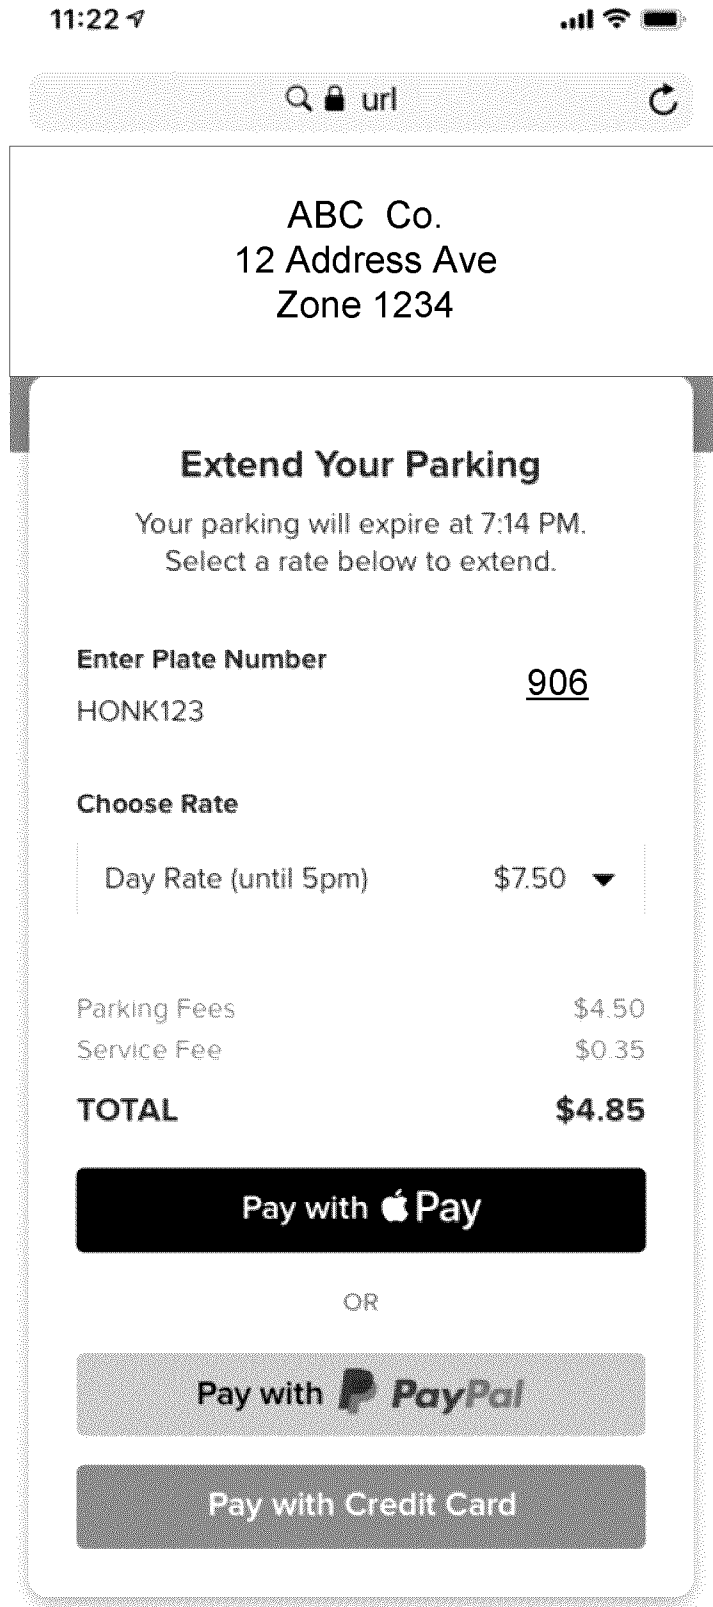 11:22
url
ABC Co.
12 Address Ave
Zone 1234
Extend Your Parking
Your parking will expire at 7:14 PM.
Select a rate below to extend.
Enter Plate Number
906
HONK123
Choose Rate
Day Rate (until 5pm) $7.50
Parking Fees $4.50
Service Fee $0.35
TOTAL $4.85
Pay with Pay
OR
Pay with PayPal
Pay with Credit Card